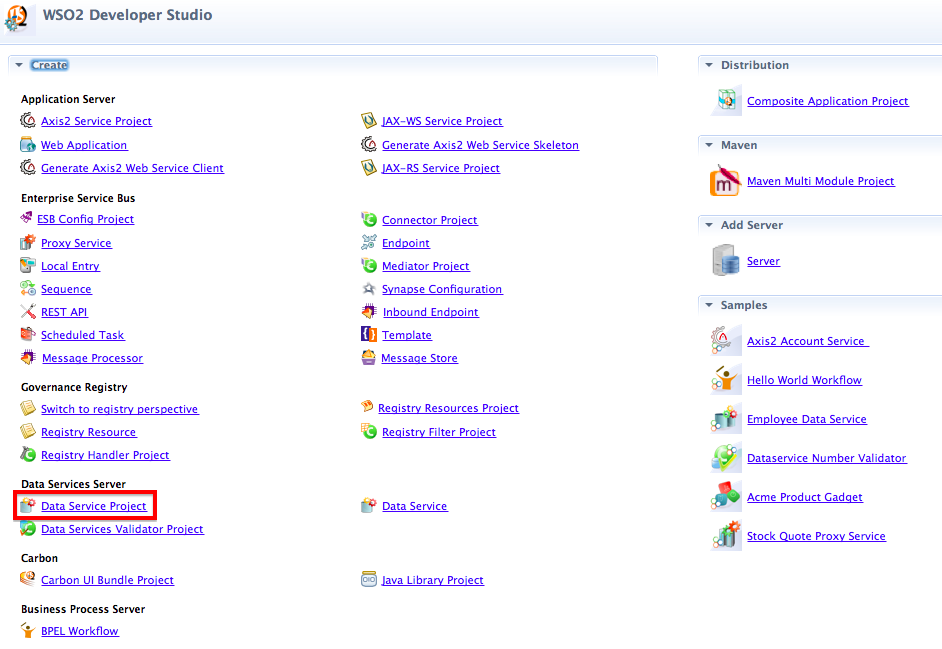 WSO2 Developer Studio
Create
Application Server
Axis2 Service Project
JAX-WS Service Project
Web Application
Generate Axis2 Web Service Skeleton
Generate Axis2 Web Service Client
JAX-RS Service Project
Enterprise Service Bus
ESB Config Project
Connector Project
Proxy Service
Endpoint
Local Entry
Mediator Project
Sequence
Synapse Configuration
REST API
Inbound Endpoint
Scheduled Task
Template
Message Processor
Message Store
Governance Registry
Switch to registry perspective
Registry Resources Project
Registry Resource
Registry Filter Project
Registry Handler Project
Data Services Server
Data Service Project
Data Service
Data Services Validator Project
Carbon
Carbon UI Bundle Project
Java Library Project
Business Process Server
BPEL Workflow
Distribution
Composite Application Project
Maven
Maven Multi Module Project
Add Server
Server
Samples
Axis2 Account Service
Hello World Workflow
Employee Data Service
Dataservice Number Validator
Acme Product Gadget
Stock Quote Proxy Service